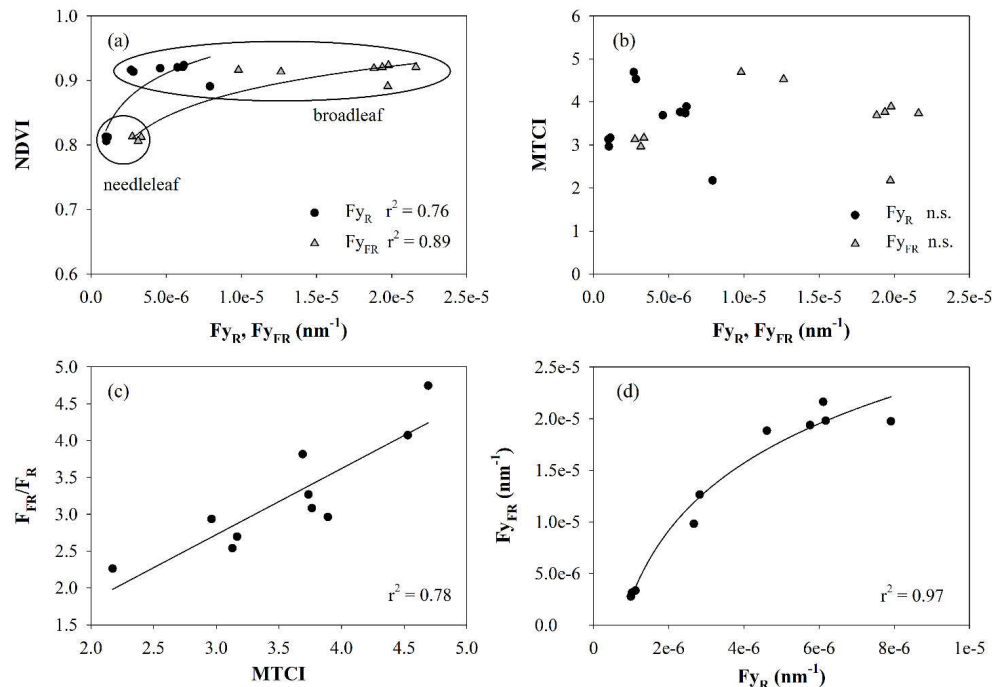 (a)
1.0
0.9
0.8
0.7
0.6
NDVI
broadleaf
needleleaf
Fy_R r² = 0.76
Fy_FR r² = 0.89
0.0 5.0e-6 1.0e-5 1.5e-5 2.0e-5 2.5e-5
Fy_R, Fy_FR (nm⁻¹)
(b)
6
5
4
3
2
1
0
MTCI
Fy_R n.s.
Fy_FR n.s.
0.0 5.0e-6 1.0e-5 1.5e-5 2.0e-5 2.5e-5
Fy_R, Fy_FR (nm⁻¹)
(c)
5.0
4.5
4.0
3.5
3.0
2.5
2.0
1.5
F_FR/F_R
r² = 0.78
2.0 2.5 3.0 3.5 4.0 4.5 5.0
MTCI
(d)
2.5e-5
2.0e-5
1.5e-5
1.0e-5
5.0e-6
0.0
Fy_FR (nm⁻¹)
r² = 0.97
0 2e-6 4e-6 6e-6 8e-6 1e-5
Fy_R (nm⁻¹)